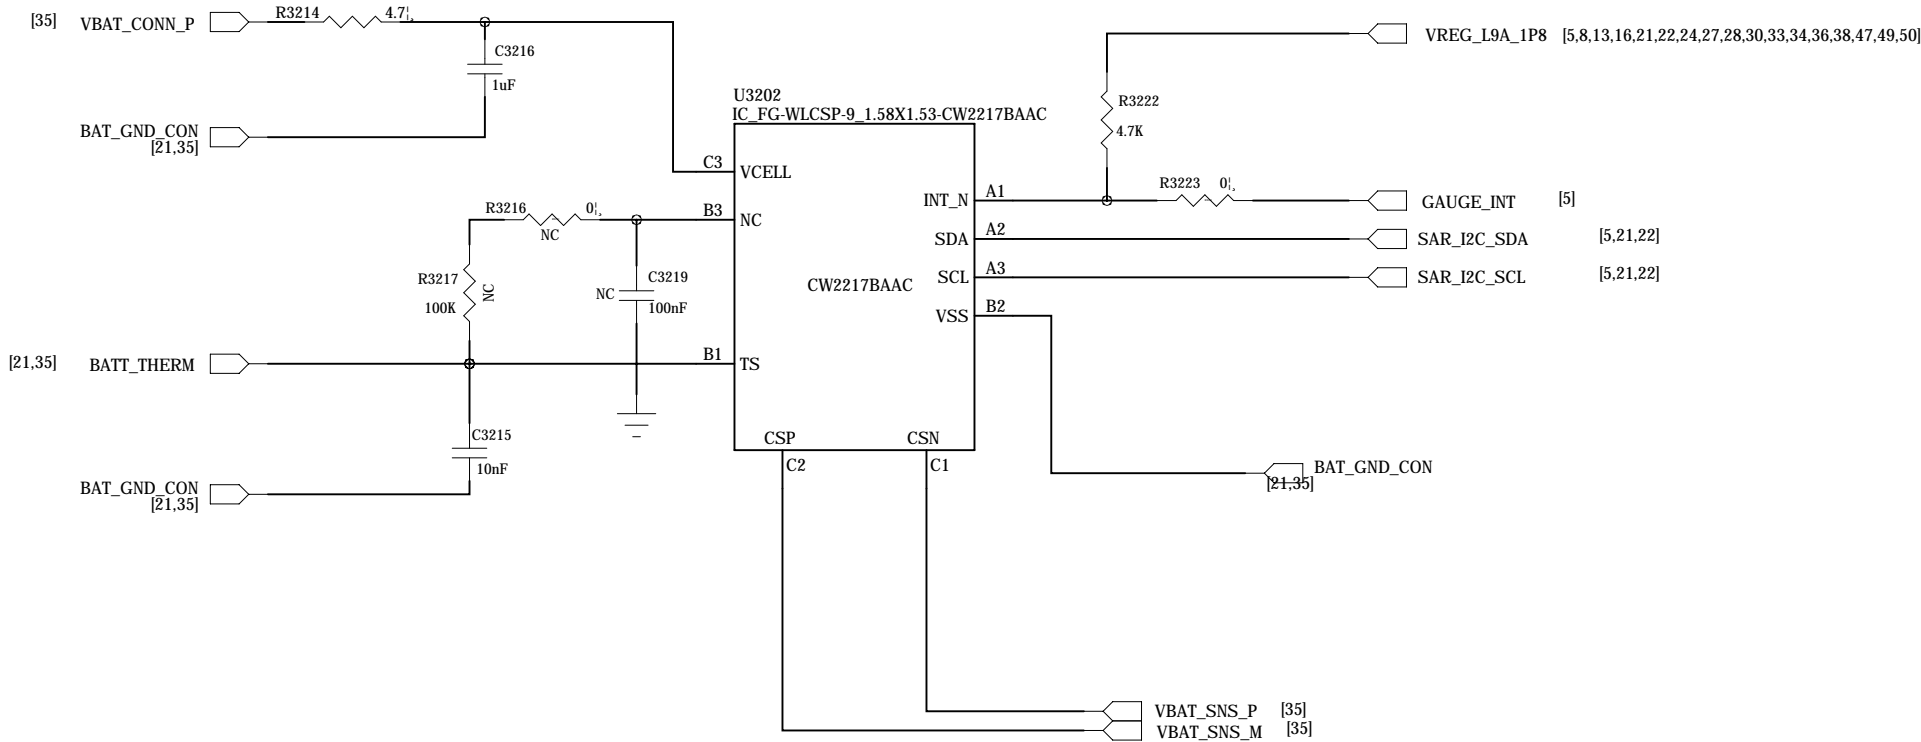 [35] VBAT_CONN_P
R3214 4.7¦¸
C3216
1uF
BAT_GND_CON
[21,35]
U3202
IC_FG-WLCSP-9_1.58X1.53-CW2217BAAC
VREG_L9A_1P8 [5,8,13,16,21,22,24,27,28,30,33,34,36,38,47,49,50]
R3222
4.7K
C3 VCELL
R3216 0¦¸
NC
B3 NC
R3217
100K
NC
C3219
NC 100nF
CW2217BAAC
INT_N A1
R3223 0¦¸
GAUGE_INT [5]
SDA A2
SAR_I2C_SDA [5,21,22]
SCL A3
SAR_I2C_SCL [5,21,22]
VSS B2
[21,35] BATT_THERM
B1 TS
C3215
10nF
BAT_GND_CON
[21,35]
CSP CSN
C2 C1
BAT_GND_CON
[21,35]
VBAT_SNS_P [35]
VBAT_SNS_M [35]